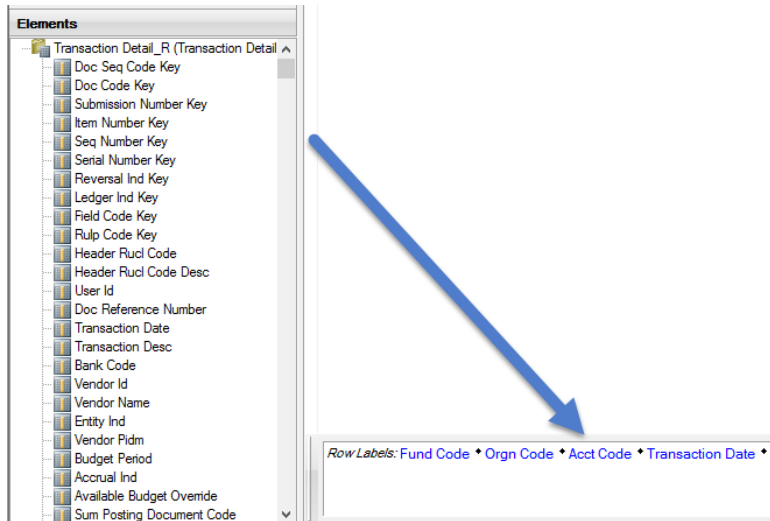 Elements
Transaction Detail_R (Transaction Detail
Doc Seq Code Key
Doc Code Key
Submission Number Key
Item Number Key
Seq Number Key
Serial Number Key
Reversal Ind Key
Ledger Ind Key
Field Code Key
Rulp Code Key
Header Rucl Code
Header Rucl Code Desc
User Id
Doc Reference Number
Transaction Date
Transaction Desc
Bank Code
Vendor Id
Vendor Name
Entity Ind
Vendor Pidm
Budget Period
Accrual Ind
Available Budget Override
Sum Posting Document Code
Row Labels: Fund Code ♦ Orgn Code ♦ Acct Code ♦ Transaction Date ♦